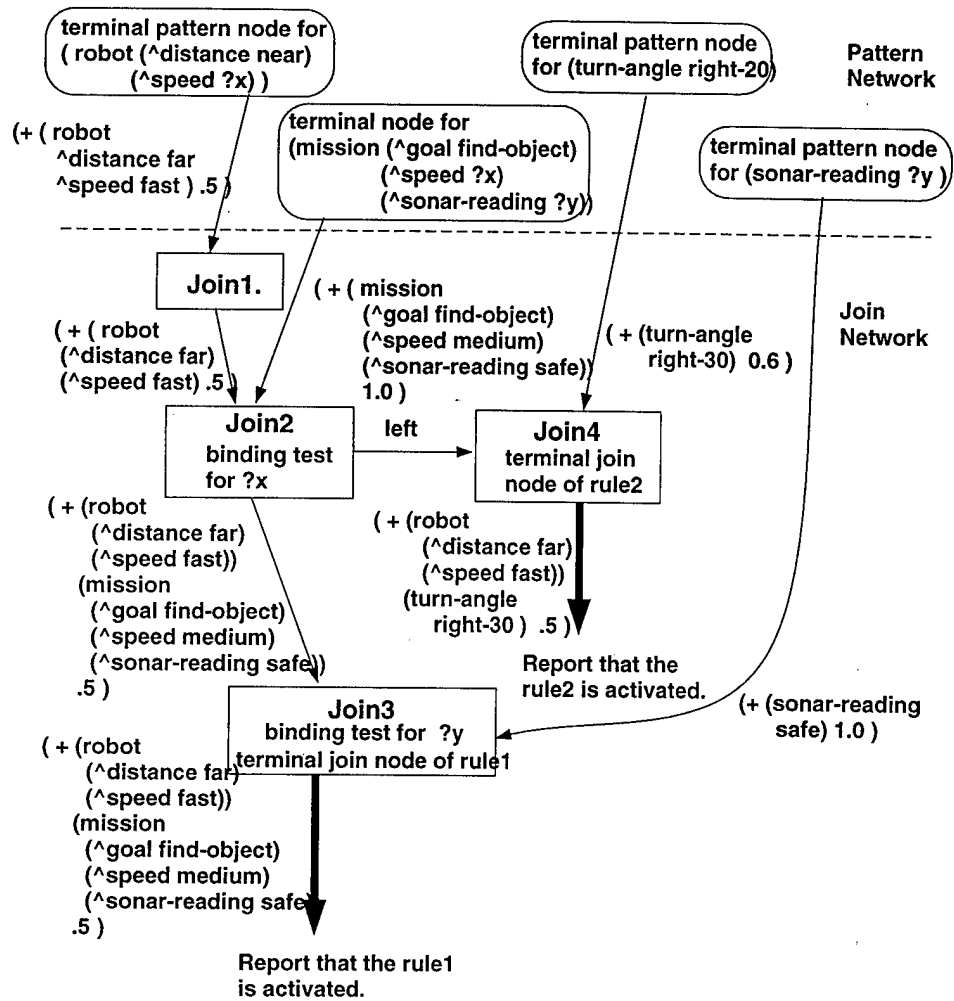 terminal pattern node for
( robot (^distance near)
(^speed ?x) )
terminal pattern node
for (turn-angle right-20)
Pattern
Network
(+ ( robot
^distance far
^speed fast ) .5 )
terminal node for
(mission (^goal find-object)
(^speed ?x)
(^sonar-reading ?y))
terminal pattern node
for (sonar-reading ?y )
Join1.
( + ( mission
(^goal find-object)
(^speed medium)
(^sonar-reading safe))
1.0 )
Join
Network
( + ( robot
(^distance far)
(^speed fast) .5 )
( + (turn-angle
right-30) 0.6 )
Join2
binding test
for ?x
left
Join4
terminal join
node of rule2
( + (robot
(^distance far)
(^speed fast))
(mission
(^goal find-object)
(^speed medium)
(^sonar-reading safe))
.5 )
(+ (robot
(^distance far)
(^speed fast))
(turn-angle
right-30 ) .5 )
Report that the
rule2 is activated.
(+ (sonar-reading
safe) 1.0 )
Join3
binding test for ?y
terminal join node of rule1
( + (robot
(^distance far)
(^speed fast))
(mission
(^goal find-object)
(^speed medium)
(^sonar-reading safe
.5 )
Report that the rule1
is activated.